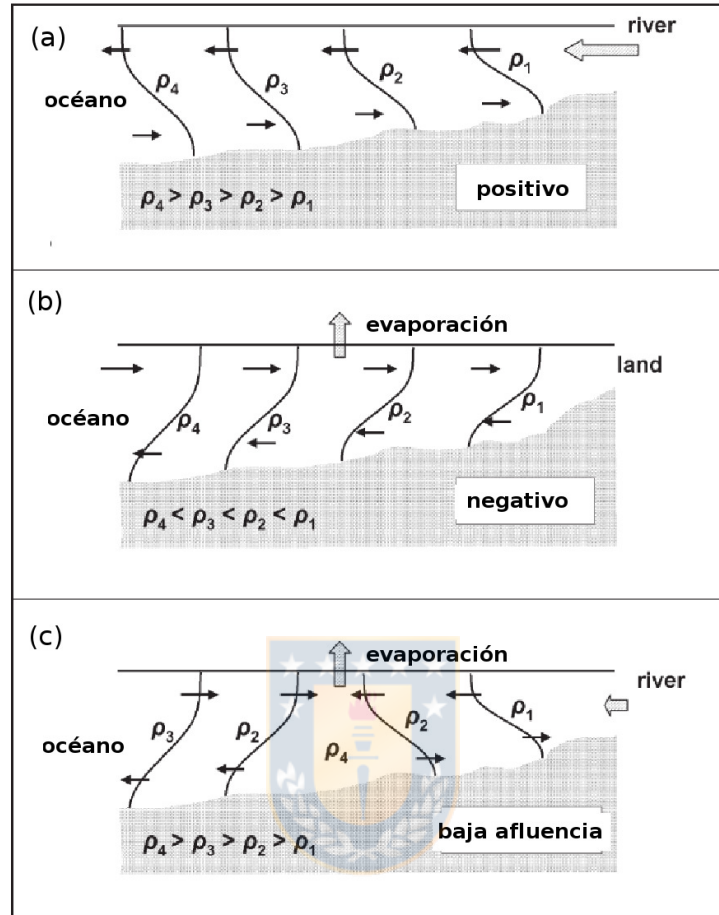 (a)
river
océano
ρ₄
ρ₃
ρ₂
ρ₁
ρ₄ > ρ₃ > ρ₂ > ρ₁
positivo
(b)
evaporación
land
océano
ρ₄
ρ₃
ρ₂
ρ₁
ρ₄ < ρ₃ < ρ₂ < ρ₁
negativo
(c)
evaporación
river
océano
ρ₃
ρ₂
ρ₄
ρ₂
ρ₁
ρ₄ > ρ₃ > ρ₂ > ρ₁
baja afluencia